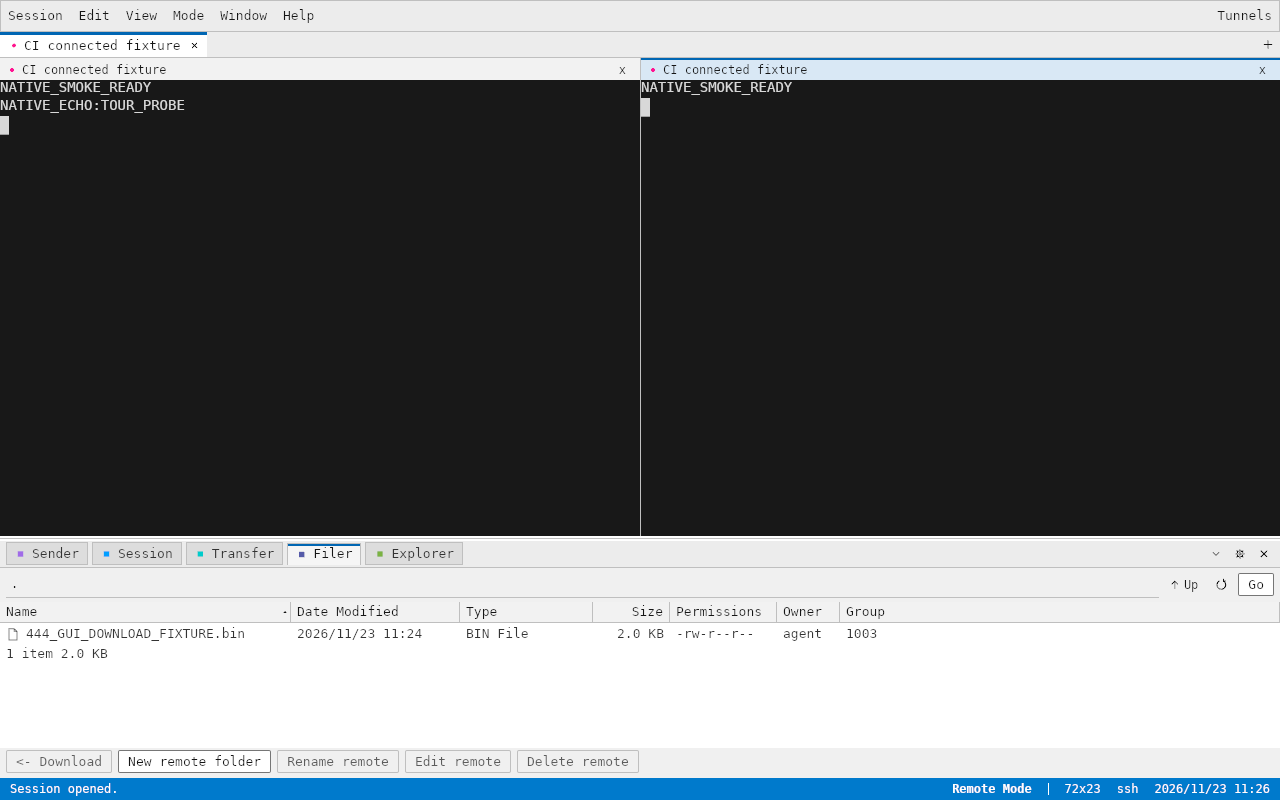 Session Edit View Mode Window Help Tunnels
CI connected fixture × +
CI connected fixture x CI connected fixture x
NATIVE_SMOKE_READY NATIVE_SMOKE_READY
NATIVE_ECHO:TOUR_PROBE
Sender Session Transfer Filer Explorer
. Up Go
Name Date Modified Type Size Permissions Owner Group
444_GUI_DOWNLOAD_FIXTURE.bin 2026/11/23 11:24 BIN File 2.0 KB -rw-r--r-- agent 1003
1 item 2.0 KB
<- Download New remote folder Rename remote Edit remote Delete remote
Session opened. Remote Mode | 72x23 ssh 2026/11/23 11:26